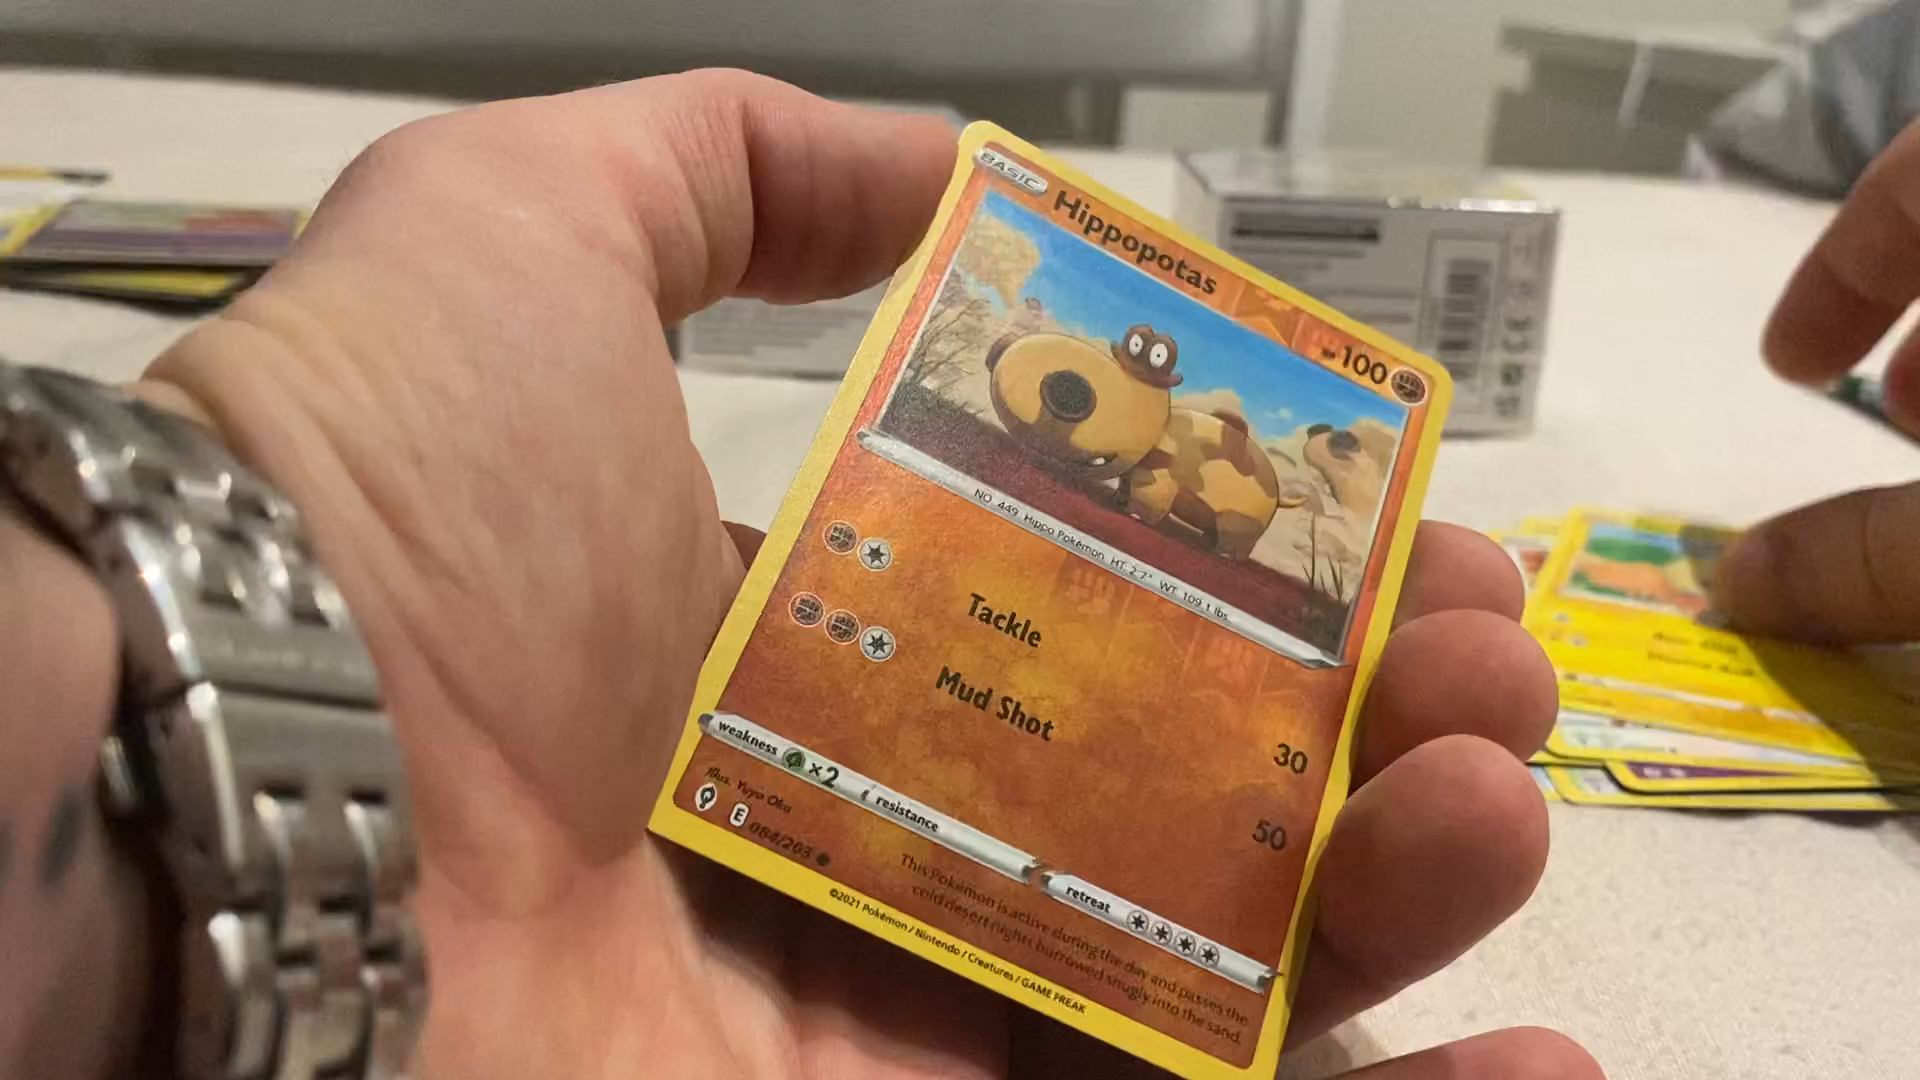 BASIC
Hippopotas
HP 100
NO. 449 Hippo Pokémon HT: 2'7" WT: 109.1 lbs.
Tackle
30
Mud Shot
50
weakness ×2
resistance
retreat
Illus. Yuya Oka
E 084/203
This Pokémon is active during the day and passes the
cold desert nights burrowed snugly into the sand.
©2021 Pokémon / Nintendo / Creatures / GAME FREAK